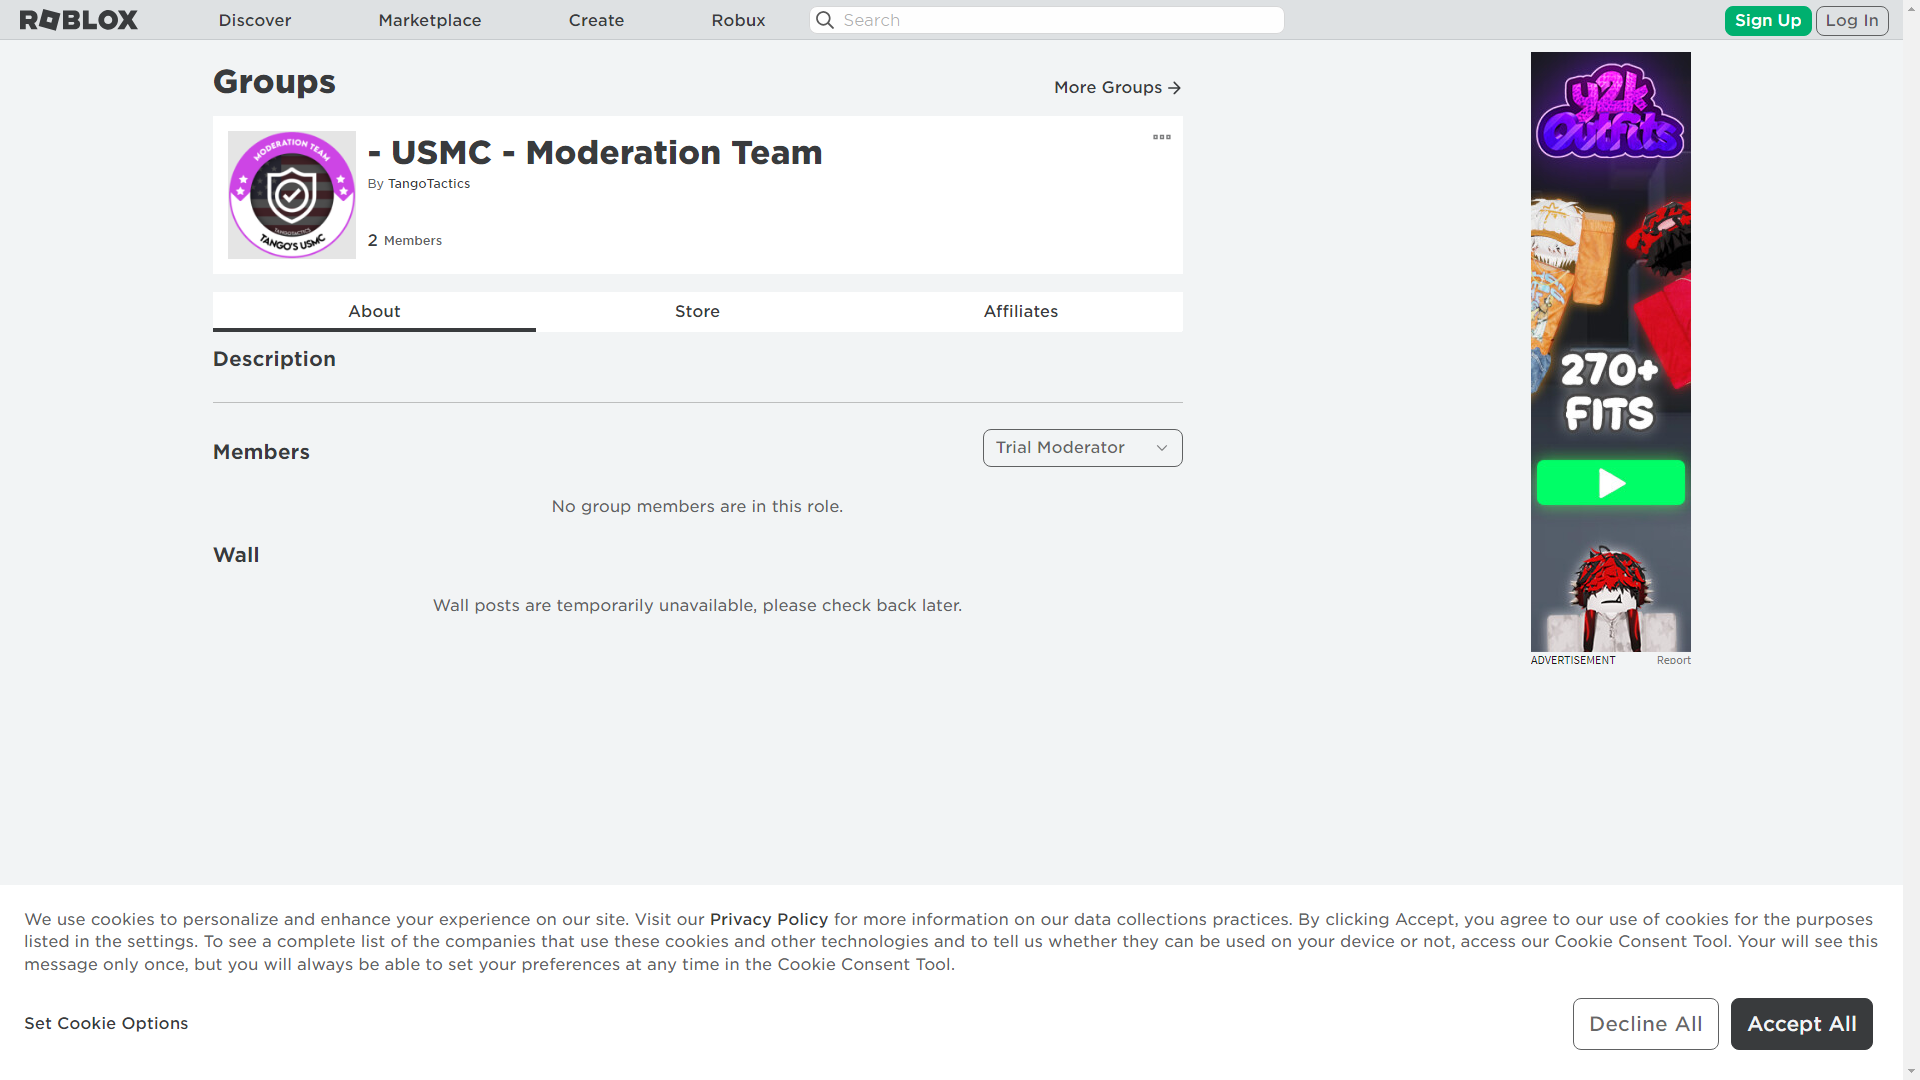 ROBLOX
Discover
Marketplace
Create
Robux
Search
Sign Up
Log In
Groups
More Groups
MODERATION TEAM
TANGOTACTICS
TANGO'S USMC
- USMC - Moderation Team
By TangoTactics
2 Members
About
Store
Affiliates
Description
Members
Trial Moderator
No group members are in this role.
Wall
Wall posts are temporarily unavailable, please check back later.
y2k
Outfits
270+
FITS
ADVERTISEMENT
Report
We use cookies to personalize and enhance your experience on our site. Visit our Privacy Policy for more information on our data collections practices. By clicking Accept, you agree to our use of cookies for the purposes
listed in the settings. To see a complete list of the companies that use these cookies and other technologies and to tell us whether they can be used on your device or not, access our Cookie Consent Tool. Your will see this
message only once, but you will always be able to set your preferences at any time in the Cookie Consent Tool.
Set Cookie Options
Decline All
Accept All